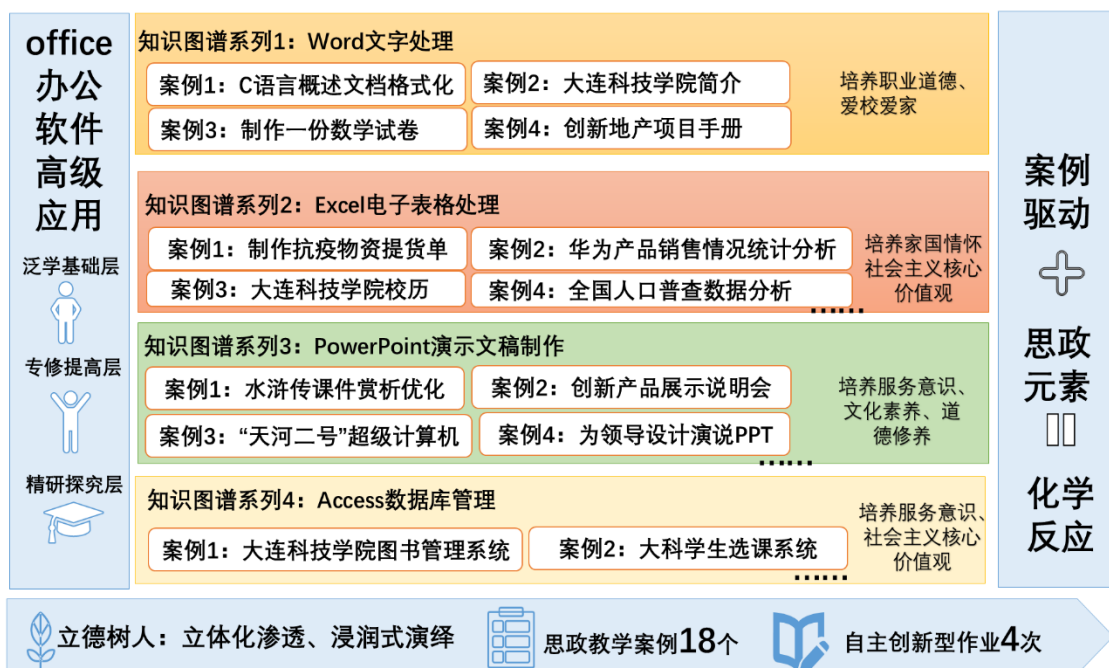 office
办公
软件
高级
应用
泛学基础层
专修提高层
精研探究层
知识图谱系列1：Word文字处理
案例1：C语言概述文档格式化
案例2：大连科技学院简介
案例3：制作一份数学试卷
案例4：创新地产项目手册
培养职业道德、
爱校爱家
知识图谱系列2：Excel电子表格处理
案例1：制作抗疫物资提货单
案例2：华为产品销售情况统计分析
案例3：大连科技学院校历
案例4：全国人口普查数据分析
……
培养家国情怀
社会主义核心
价值观
知识图谱系列3：PowerPoint演示文稿制作
案例1：水浒传课件赏析优化
案例2：创新产品展示说明会
案例3：“天河二号”超级计算机
案例4：为领导设计演说PPT
……
培养服务意识、
文化素养、道
德修养
知识图谱系列4：Access数据库管理
案例1：大连科技学院图书管理系统
案例2：大科学生选课系统
……
培养服务意识、
社会主义核心
价值观
案例
驱动
思政
元素
化学
反应
立德树人：立体化渗透、浸润式演绎
思政教学案例18个
自主创新型作业4次